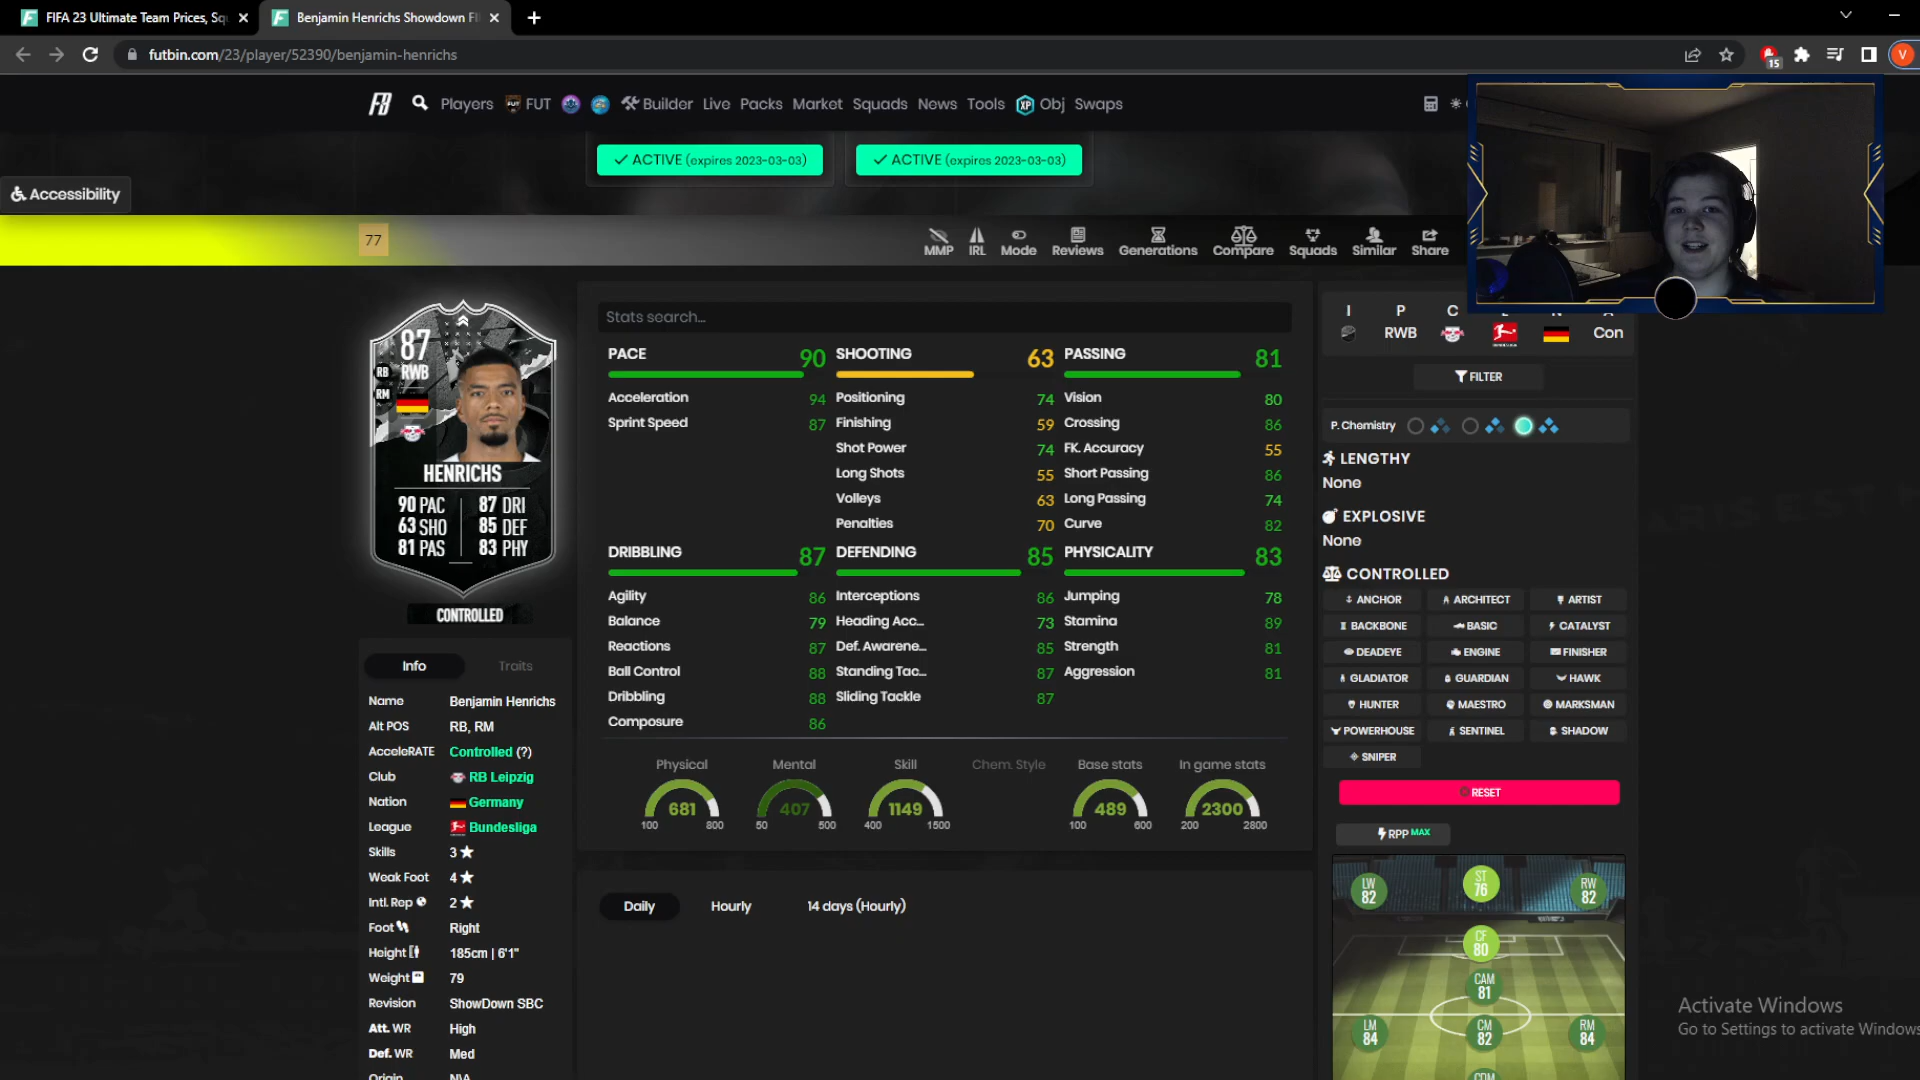 FIFA 23 Ultimate Team Prices, Squ
Benjamin Henrichs Showdown FI
futbin.com/23/player/52390/benjamin-henrichs
15
V
Players FUT Builder Live Packs Market Squads News Tools XP Obj Swaps
ACTIVE (expires 2023-03-03)
ACTIVE (expires 2023-03-03)
Accessibility
77
MMP IRL Mode Reviews Generations Compare Squads Similar Share
87
RWB
RB
RM
HENRICHS
90 PAC 87 DRI
63 SHO 85 DEF
81 PAS 83 PHY
CONTROLLED
Info Traits
Name Benjamin Henrichs
Alt POS RB, RM
AcceleRATE Controlled (?)
Club RB Leipzig
Nation Germany
League Bundesliga
Skills 3
Weak Foot 4
Intl. Rep 2
Foot Right
Height 185cm | 6'1"
Weight 79
Revision ShowDown SBC
Att. WR High
Def. WR Med
Origin N/A
Stats search...
PACE 90
Acceleration 94
Sprint Speed 87
SHOOTING 63
Positioning 74
Finishing 59
Shot Power 74
Long Shots 55
Volleys 63
Penalties 70
PASSING 81
Vision 80
Crossing 86
FK. Accuracy 55
Short Passing 86
Long Passing 74
Curve 82
DRIBBLING 87
Agility 86
Balance 79
Reactions 87
Ball Control 88
Dribbling 88
Composure 86
DEFENDING 85
Interceptions 86
Heading Acc... 73
Def. Awarene... 85
Standing Tac... 87
Sliding Tackle 87
PHYSICALITY 83
Jumping 78
Stamina 89
Strength 81
Aggression 81
Physical Mental Skill Chem. Style Base stats In game stats
681 407 1149 489 2300
100 800 50 500 400 1500 100 600 200 2800
Daily Hourly 14 days (Hourly)
I P C
RWB Con
FILTER
P. Chemistry
LENGTHY
None
EXPLOSIVE
None
CONTROLLED
ANCHOR ARCHITECT ARTIST
BACKBONE BASIC CATALYST
DEADEYE ENGINE FINISHER
GLADIATOR GUARDIAN HAWK
HUNTER MAESTRO MARKSMAN
POWERHOUSE SENTINEL SHADOW
SNIPER
RESET
RPP MAX
LW 82
ST 76
RW 82
CF 80
CAM 81
LM 84
CM 82
RM 84
CDM
Activate Windows
Go to Settings to activate Windows